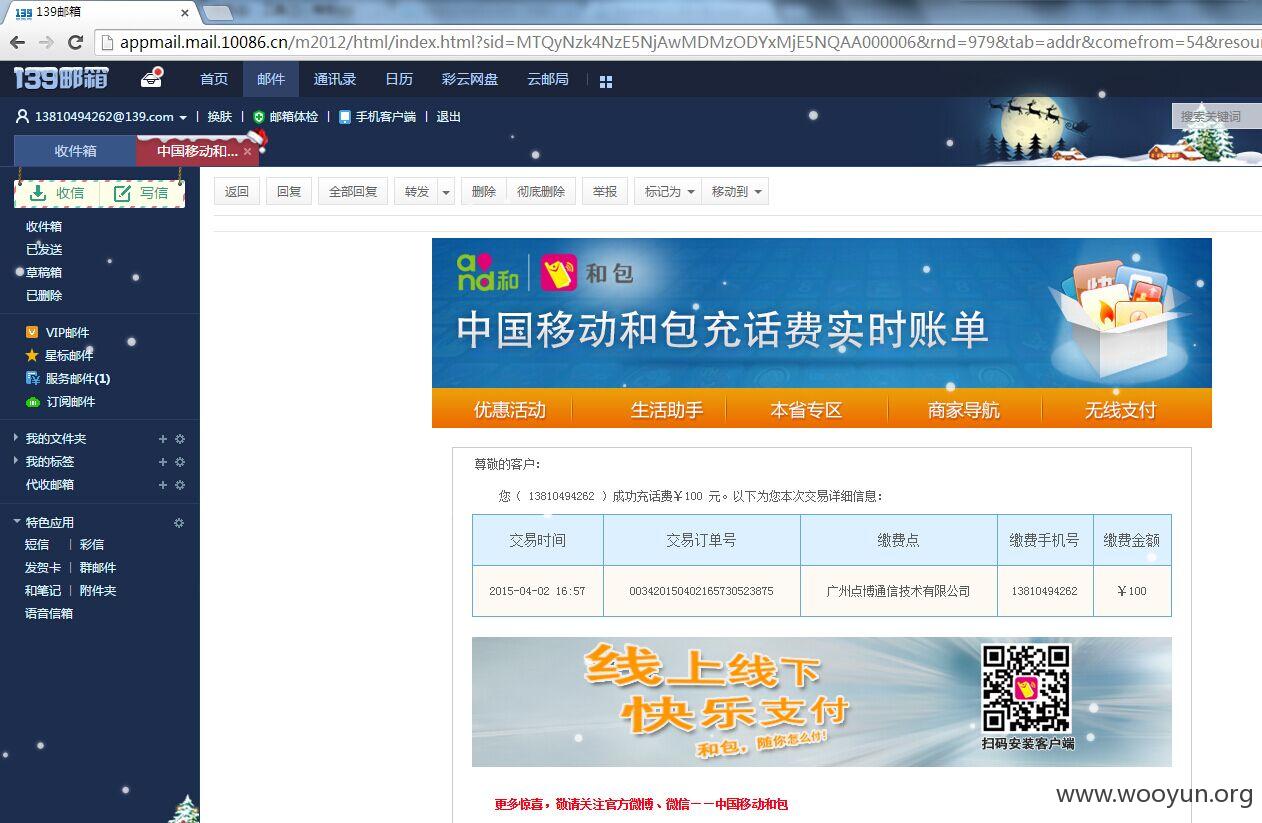 139邮箱
appmail.mail.10086.cn/m2012/html/index.html?sid=MTQyNzk4NzE5NjAwMDMzODYxMjE5NQAA000006&rnd=979&tab=addr&comefrom=54&resou
139邮箱 首页 邮件 通讯录 日历 彩云网盘 云邮局
13810494262@139.com | 换肤 | 邮箱体检 | 手机客户端 | 退出
搜索关键词
收件箱 中国移动和... ×
收信 写信
返回 回复 全部回复 转发 删除 彻底删除 举报 标记为 移动到
收件箱
已发送
草稿箱
已删除
VIP邮件
星标邮件
服务邮件(1)
订阅邮件
我的文件夹
我的标签
代收邮箱
特色应用
短信 | 彩信
发贺卡 | 群邮件
和笔记 | 附件夹
语音信箱
and和 和包
中国移动和包充话费实时账单
优惠活动 生活助手 本省专区 商家导航 无线支付
尊敬的客户:
您（ 13810494262 ）成功充话费￥100 元。以下为您本次交易详细信息:
交易时间 交易订单号 缴费点 缴费手机号 缴费金额
2015-04-02 16:57 003420150402165730523875 广州点博通信技术有限公司 13810494262 ￥100
线上线下
快乐支付
和包，随你怎么付!
扫码安装客户端
更多惊喜，敬请关注官方微博、微信——中国移动和包
www.wooyun.org